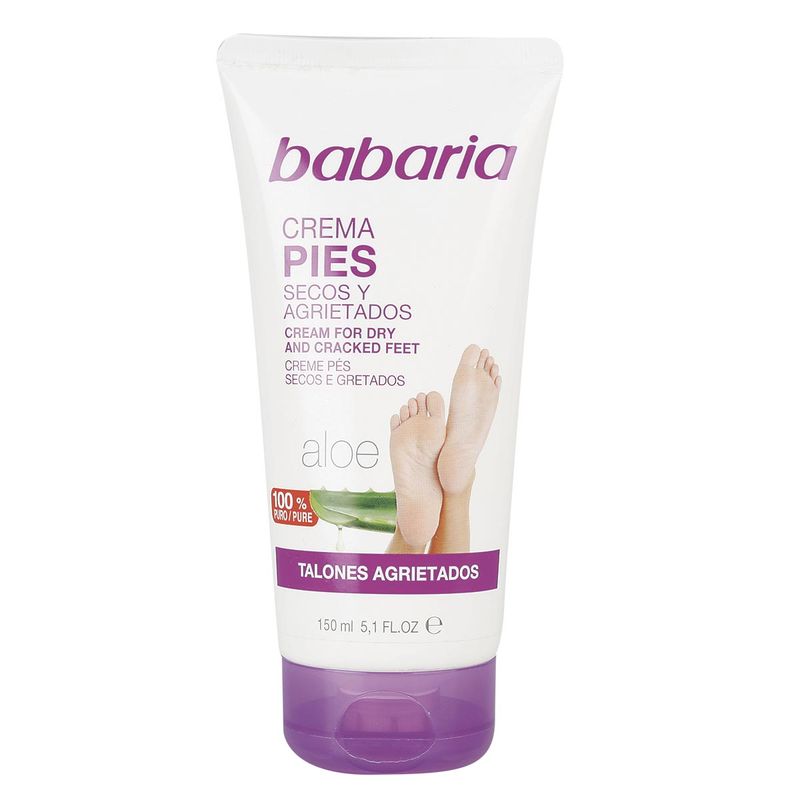 babaria
CREMA
PIES
SECOS Y
AGRIETADOS
CREAM FOR DRY
AND CRACKED FEET
CREME PÉS
SECOS E GRETADOS
aloe
100 %
PURO/PURE
TALONES AGRIETADOS
150 ml 5,1 FL.OZ ℮